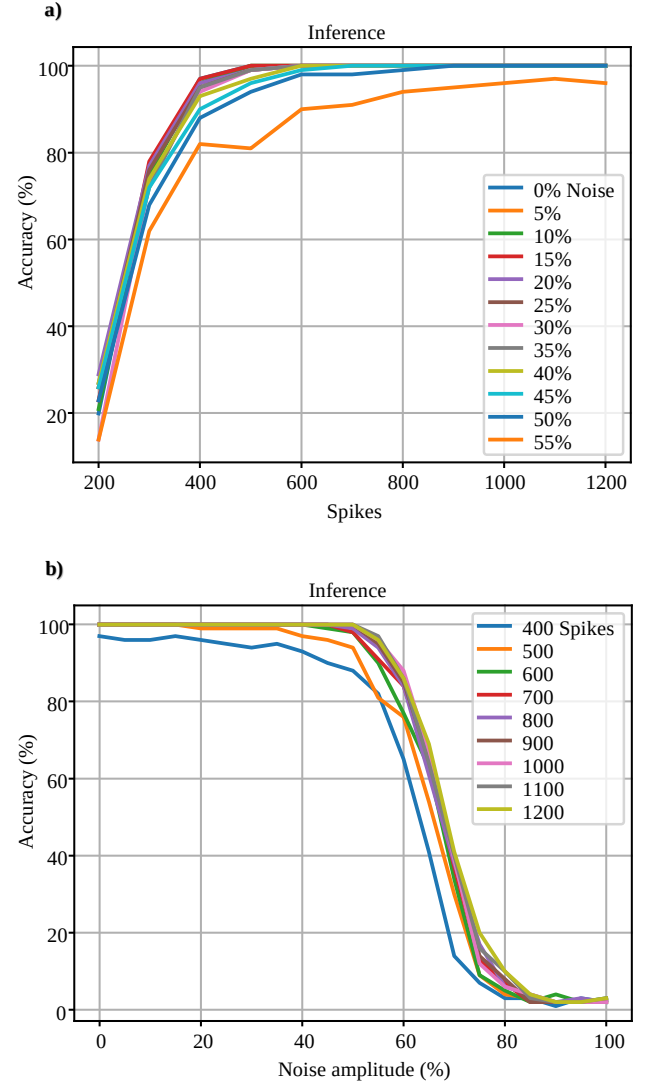 a)
Inference
Accuracy (%)
100
80
60
40
20
0% Noise
5%
10%
15%
20%
25%
30%
35%
40%
45%
50%
55%
200 400 600 800 1000 1200
Spikes
b)
Inference
Accuracy (%)
100
80
60
40
20
0
400 Spikes
500
600
700
800
900
1000
1100
1200
0 20 40 60 80 100
Noise amplitude (%)